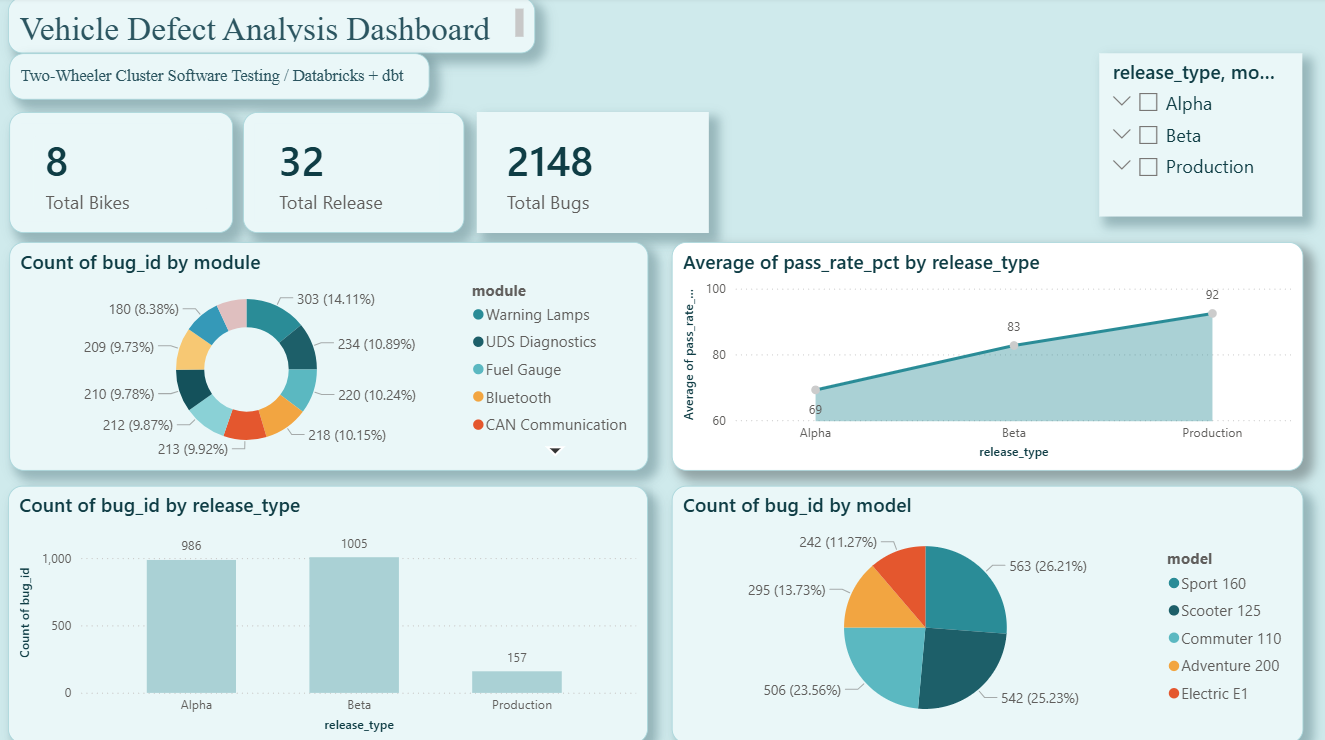 Vehicle Defect Analysis Dashboard
Two-Wheeler Cluster Software Testing / Databricks + dbt
release_type, mo...
Alpha
Beta
Production
8
Total Bikes
32
Total Release
2148
Total Bugs
Count of bug_id by module
303 (14.11%)
234 (10.89%)
220 (10.24%)
218 (10.15%)
213 (9.92%)
212 (9.87%)
210 (9.78%)
209 (9.73%)
180 (8.38%)
module
Warning Lamps
UDS Diagnostics
Fuel Gauge
Bluetooth
CAN Communication
Average of pass_rate_pct by release_type
Average of pass_rate_...
100
80
60
69
83
92
Alpha
Beta
Production
release_type
Count of bug_id by release_type
Count of bug_id
1,000
500
0
986
1005
157
Alpha
Beta
Production
release_type
Count of bug_id by model
563 (26.21%)
542 (25.23%)
506 (23.56%)
295 (13.73%)
242 (11.27%)
model
Sport 160
Scooter 125
Commuter 110
Adventure 200
Electric E1